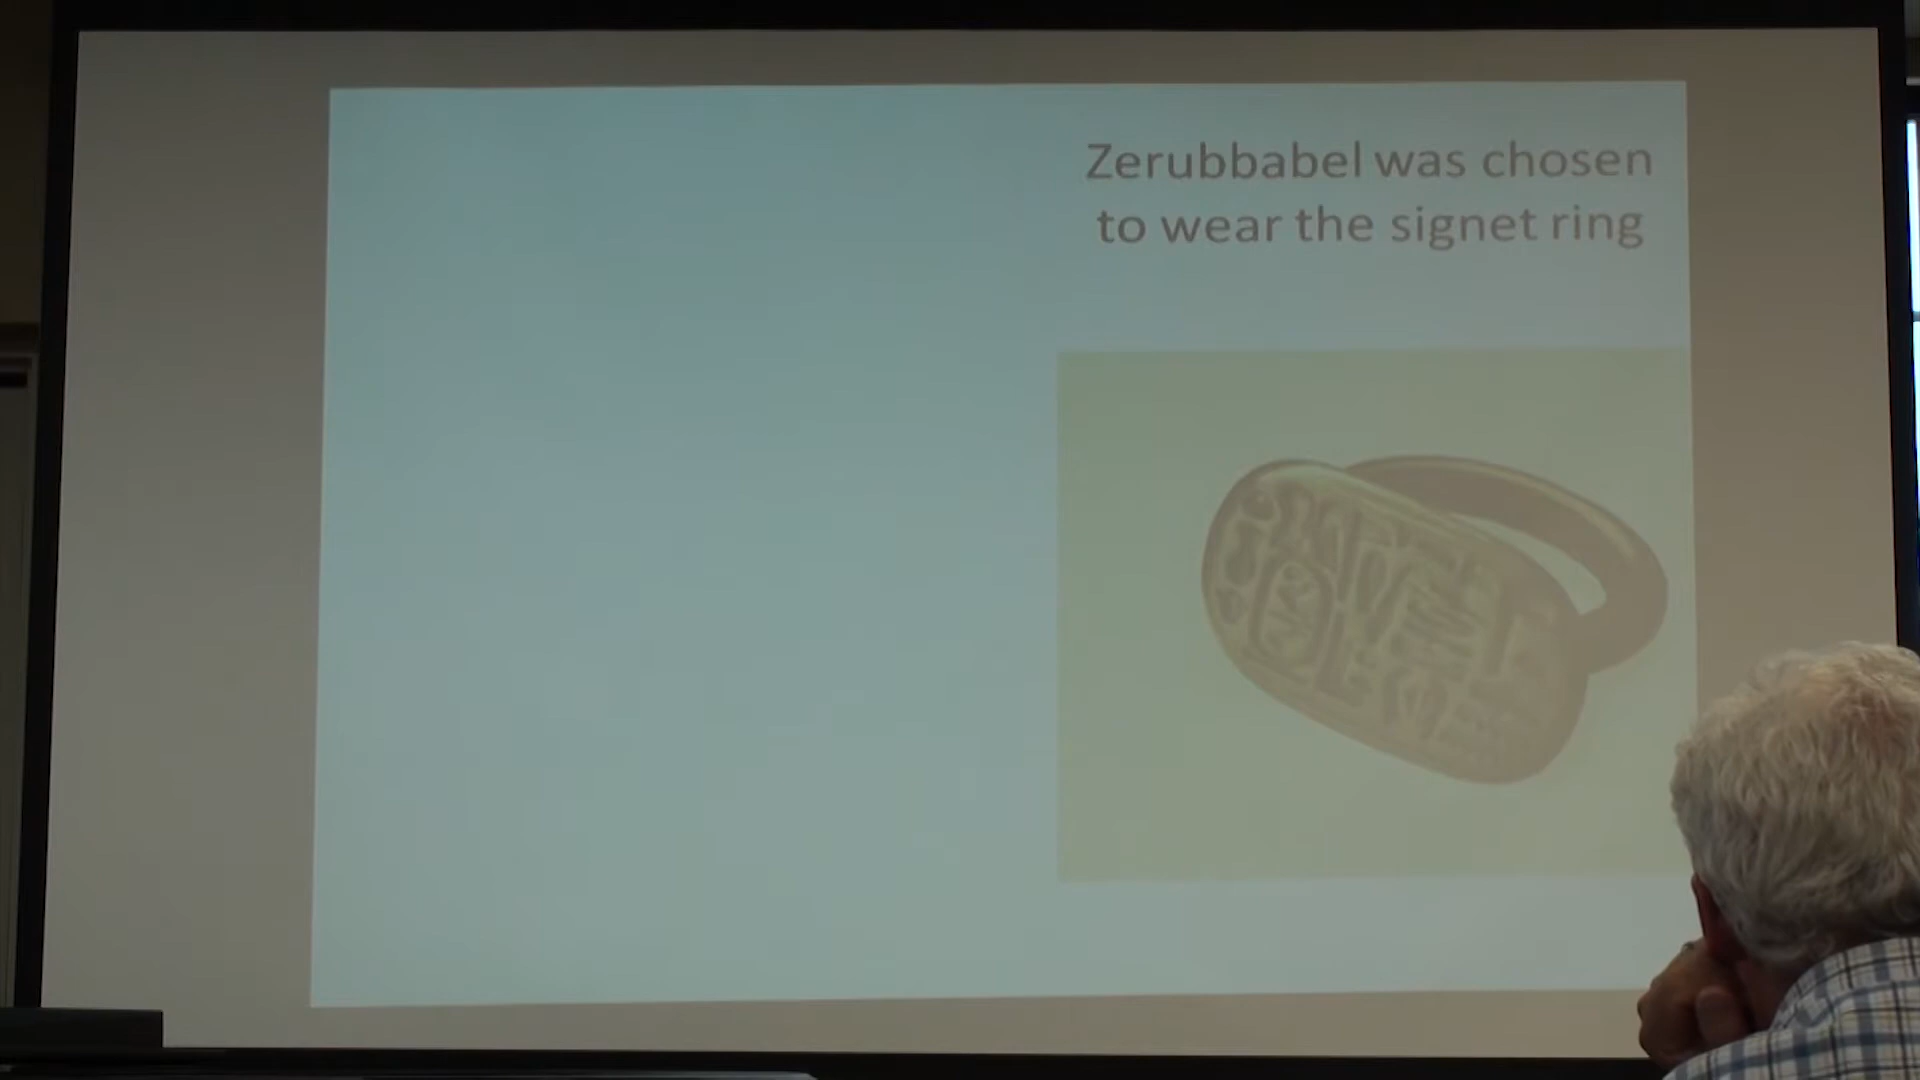 Zerubbabel was chosen
to wear the signet ring